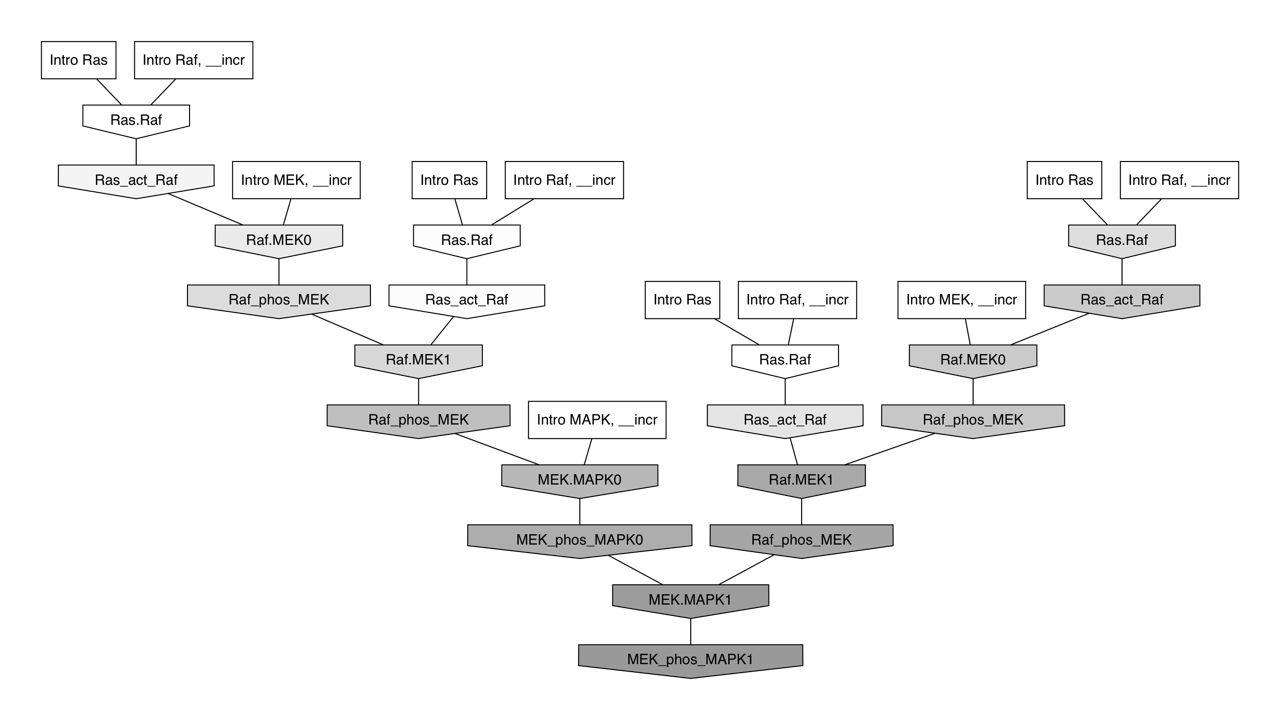 Intro Ras
Intro Raf, __incr
Ras.Raf
Ras_act_Raf
Intro MEK, __incr
Intro Ras
Intro Raf, __incr
Intro Ras
Intro Raf, __incr
Raf.MEK0
Ras.Raf
Ras.Raf
Raf_phos_MEK
Ras_act_Raf
Intro Ras
Intro Raf, __incr
Intro MEK, __incr
Ras_act_Raf
Raf.MEK1
Ras.Raf
Raf.MEK0
Raf_phos_MEK
Intro MAPK, __incr
Ras_act_Raf
Raf_phos_MEK
MEK.MAPK0
Raf.MEK1
MEK_phos_MAPK0
Raf_phos_MEK
MEK.MAPK1
MEK_phos_MAPK1